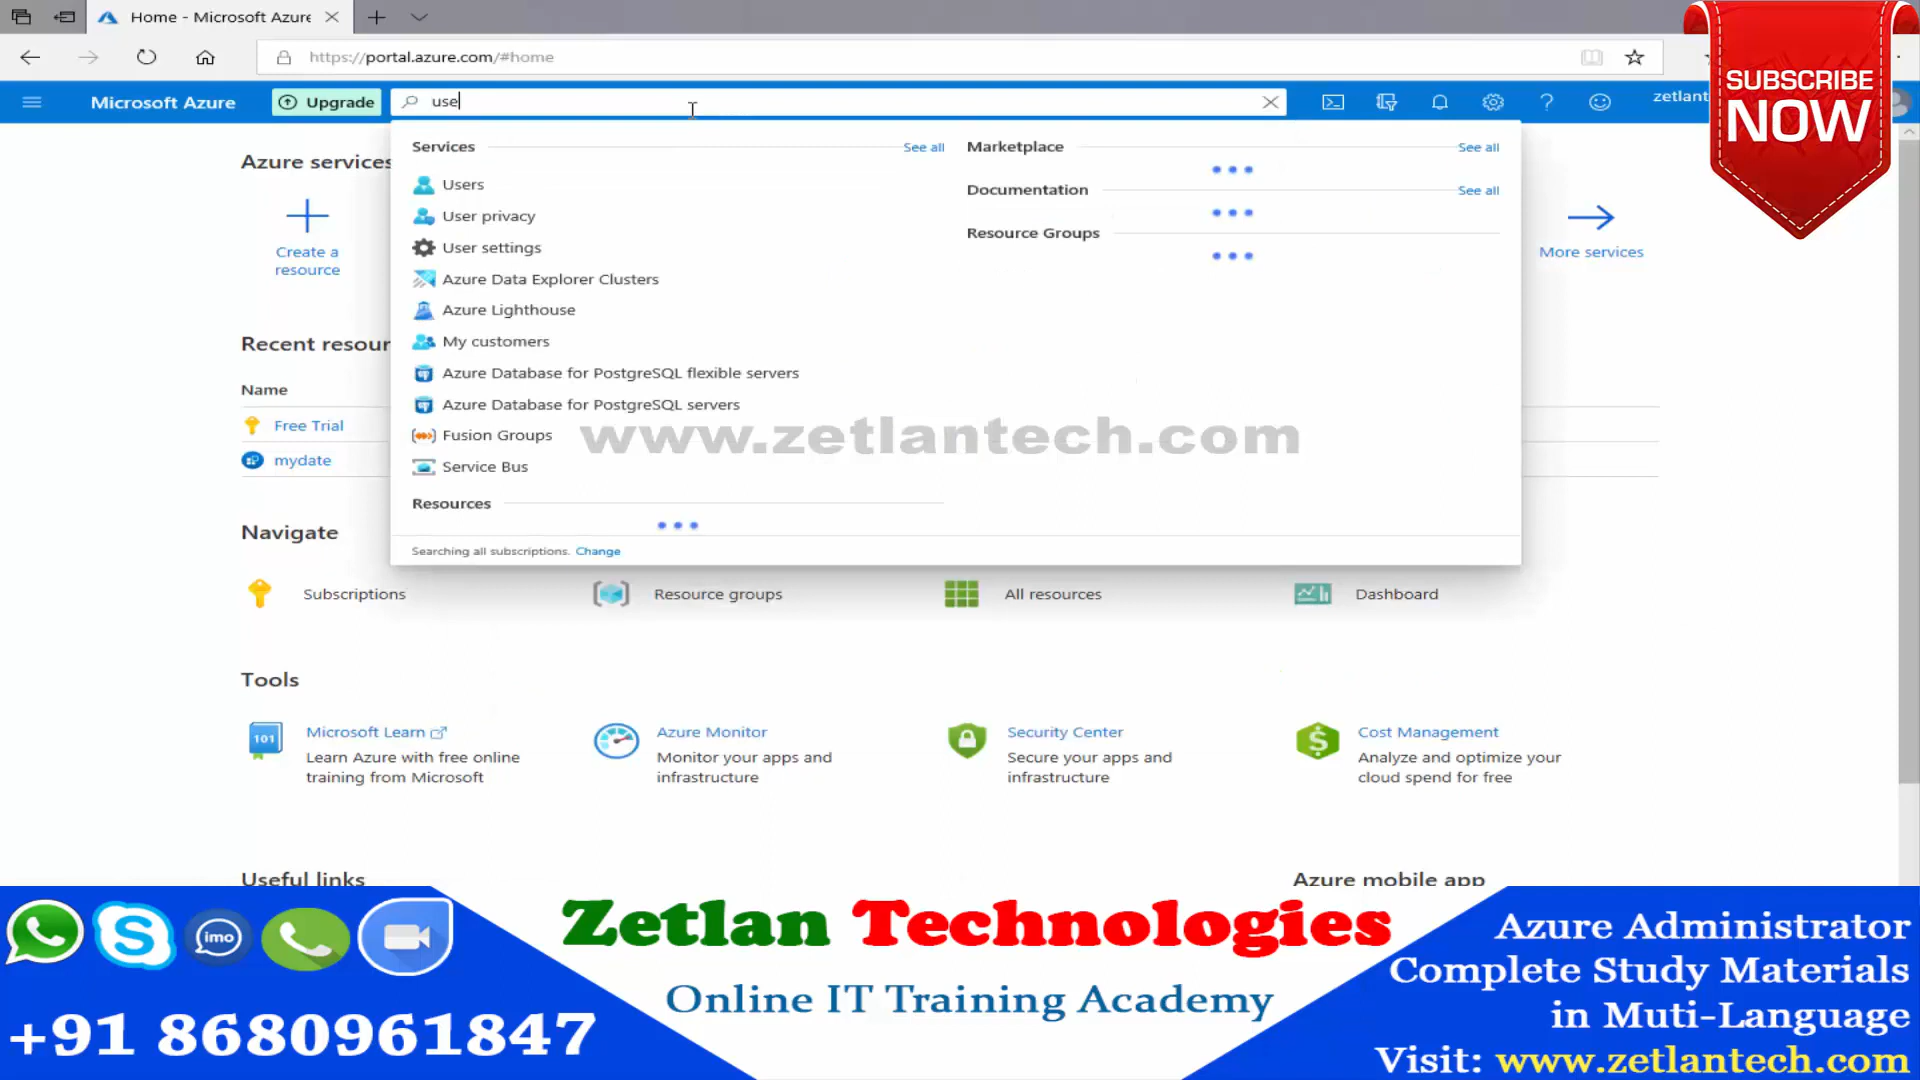 Home - Microsoft Azure
https://portal.azure.com/#home
SUBSCRIBE
NOW
Microsoft Azure
Upgrade
use
zetlant
Azure services
Create a
resource
More services
Services
See all
Users
User privacy
User settings
Azure Data Explorer Clusters
Azure Lighthouse
My customers
Azure Database for PostgreSQL flexible servers
Azure Database for PostgreSQL servers
Fusion Groups
Service Bus
Resources
Searching all subscriptions. Change
Marketplace
See all
Documentation
See all
Resource Groups
www.zetlantech.com
Recent resour
Name
Free Trial
mydate
Navigate
Subscriptions
Resource groups
All resources
Dashboard
Tools
101
Microsoft Learn
Learn Azure with free online
training from Microsoft
Azure Monitor
Monitor your apps and
infrastructure
Security Center
Secure your apps and
infrastructure
Cost Management
Analyze and optimize your
cloud spend for free
Useful links
Azure mobile app
imo
+91 8680961847
Zetlan Technologies
Online IT Training Academy
Azure Administrator
Complete Study Materials
in Muti-Language
Visit: www.zetlantech.com